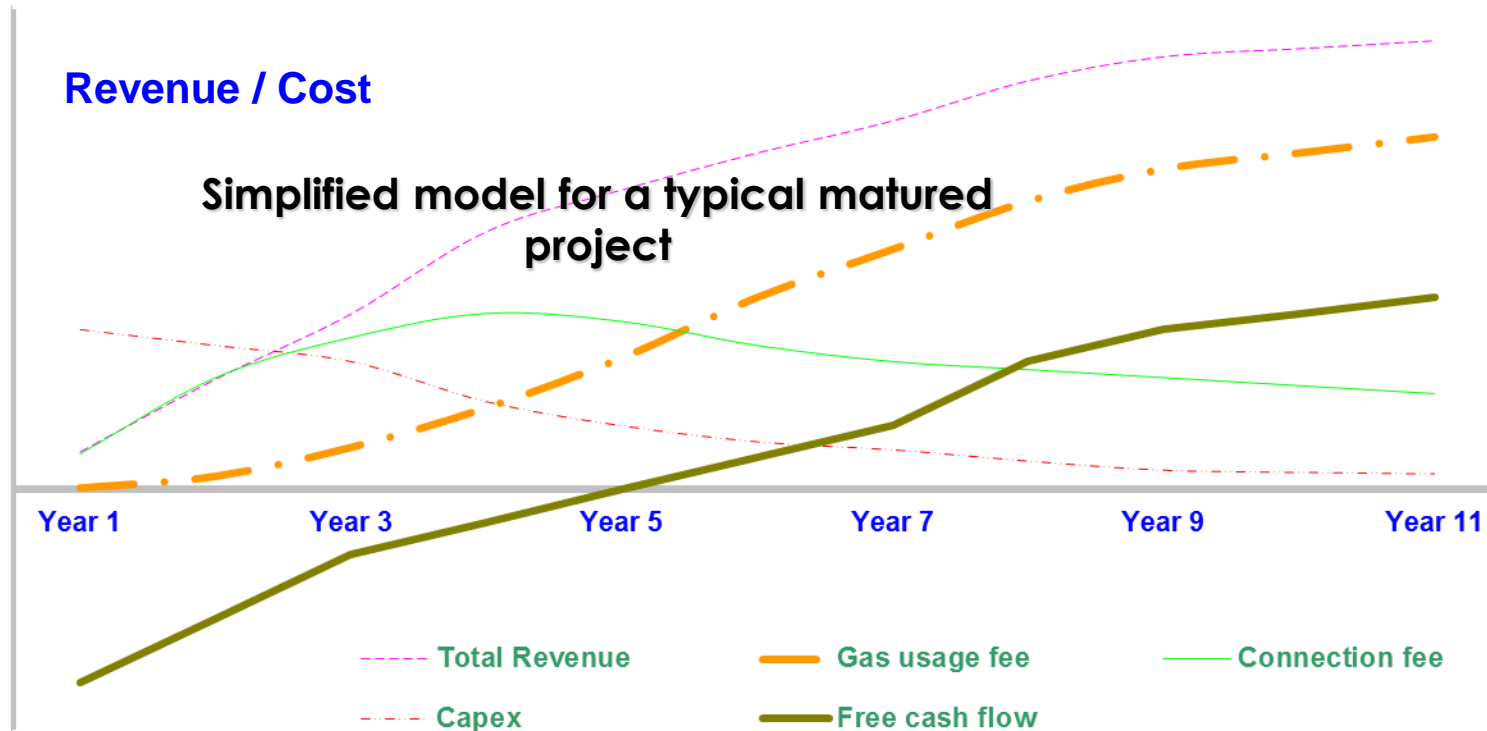 Revenue / Cost
Simplified model for a typical matured
project
Year 1 Year 3 Year 5 Year 7 Year 9 Year 11
Total Revenue Gas usage fee Connection fee
Capex Free cash flow